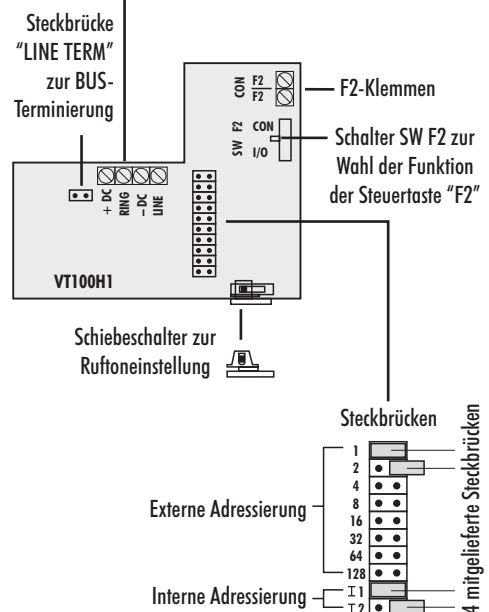 Steckbrücke
“LINE TERM”
zur BUS-
Terminierung
CON
F2
F2
F2-Klemmen
SW F2
CON
I/O
Schalter SW F2 zur
Wahl der Funktion
der Steuertaste “F2”
+ DC
RING
– DC
LINE
VT100H1
Schiebeschalter zur
Ruftoneinstellung
Steckbrücken
1
2
4
8
16
32
64
128
I 1
I 2
Externe Adressierung
Interne Adressierung
4 mitgelieferte Steckbrücken